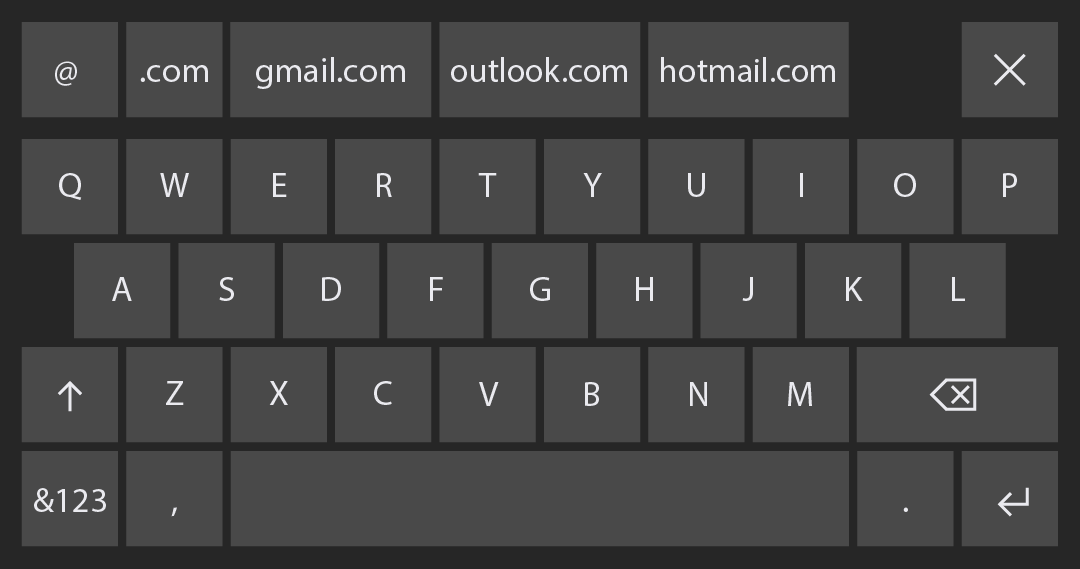 @ .com gmail.com outlook.com hotmail.com
Q W E R T Y U I O P
A S D F G H J K L
Z X C V B N M
&123 , .